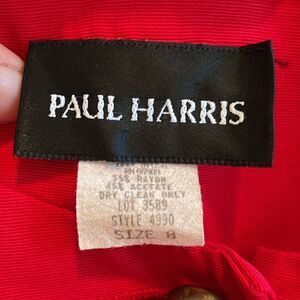 PAUL HARRIS
55% RAYON
45% ACETATE
DRY CLEAN ONLY
LOT 3589
STYLE 4990
SIZE 8